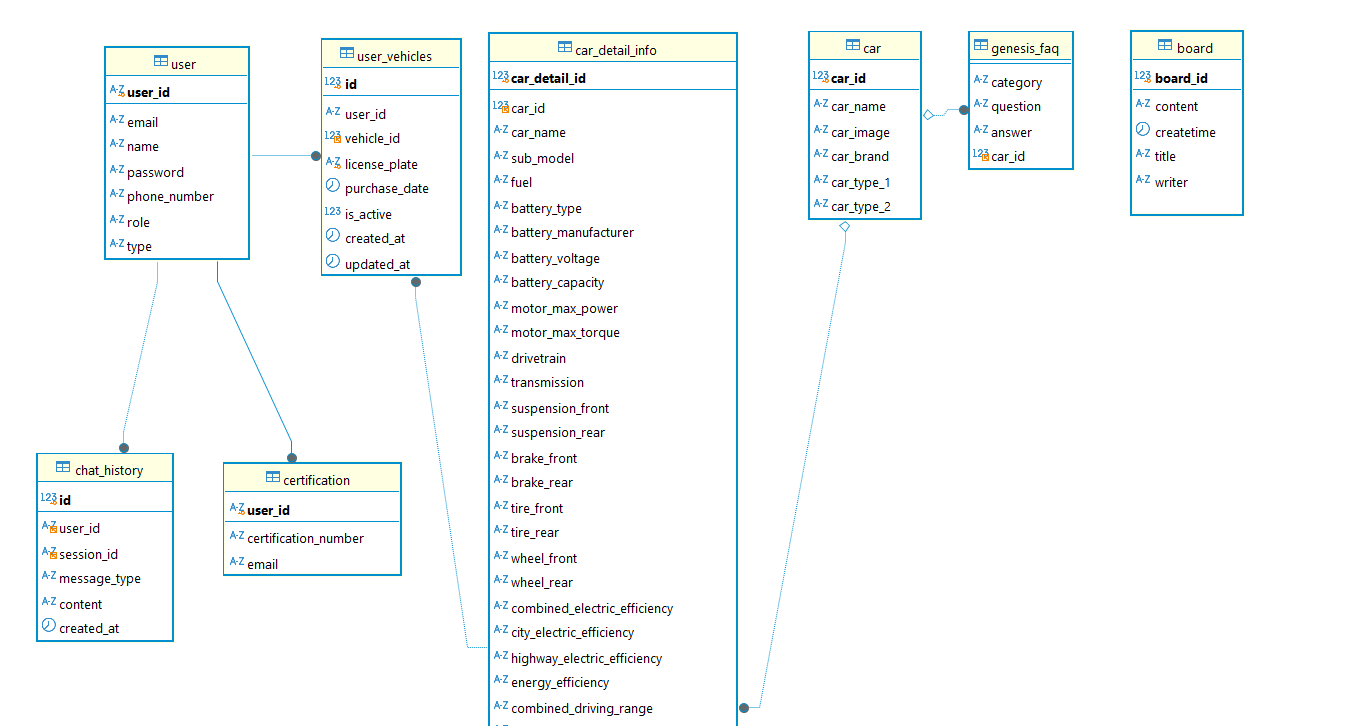 user
user_id
email
name
password
phone_number
role
type
user_vehicles
id
user_id
vehicle_id
license_plate
purchase_date
is_active
created_at
updated_at
car_detail_info
car_detail_id
car_id
car_name
sub_model
fuel
battery_type
battery_manufacturer
battery_voltage
battery_capacity
motor_max_power
motor_max_torque
drivetrain
transmission
suspension_front
suspension_rear
brake_front
brake_rear
tire_front
tire_rear
wheel_front
wheel_rear
combined_electric_efficiency
city_electric_efficiency
highway_electric_efficiency
energy_efficiency
combined_driving_range
car
car_id
car_name
car_image
car_brand
car_type_1
car_type_2
genesis_faq
category
question
answer
car_id
board
board_id
content
createtime
title
writer
chat_history
id
user_id
session_id
message_type
content
created_at
certification
user_id
certification_number
email